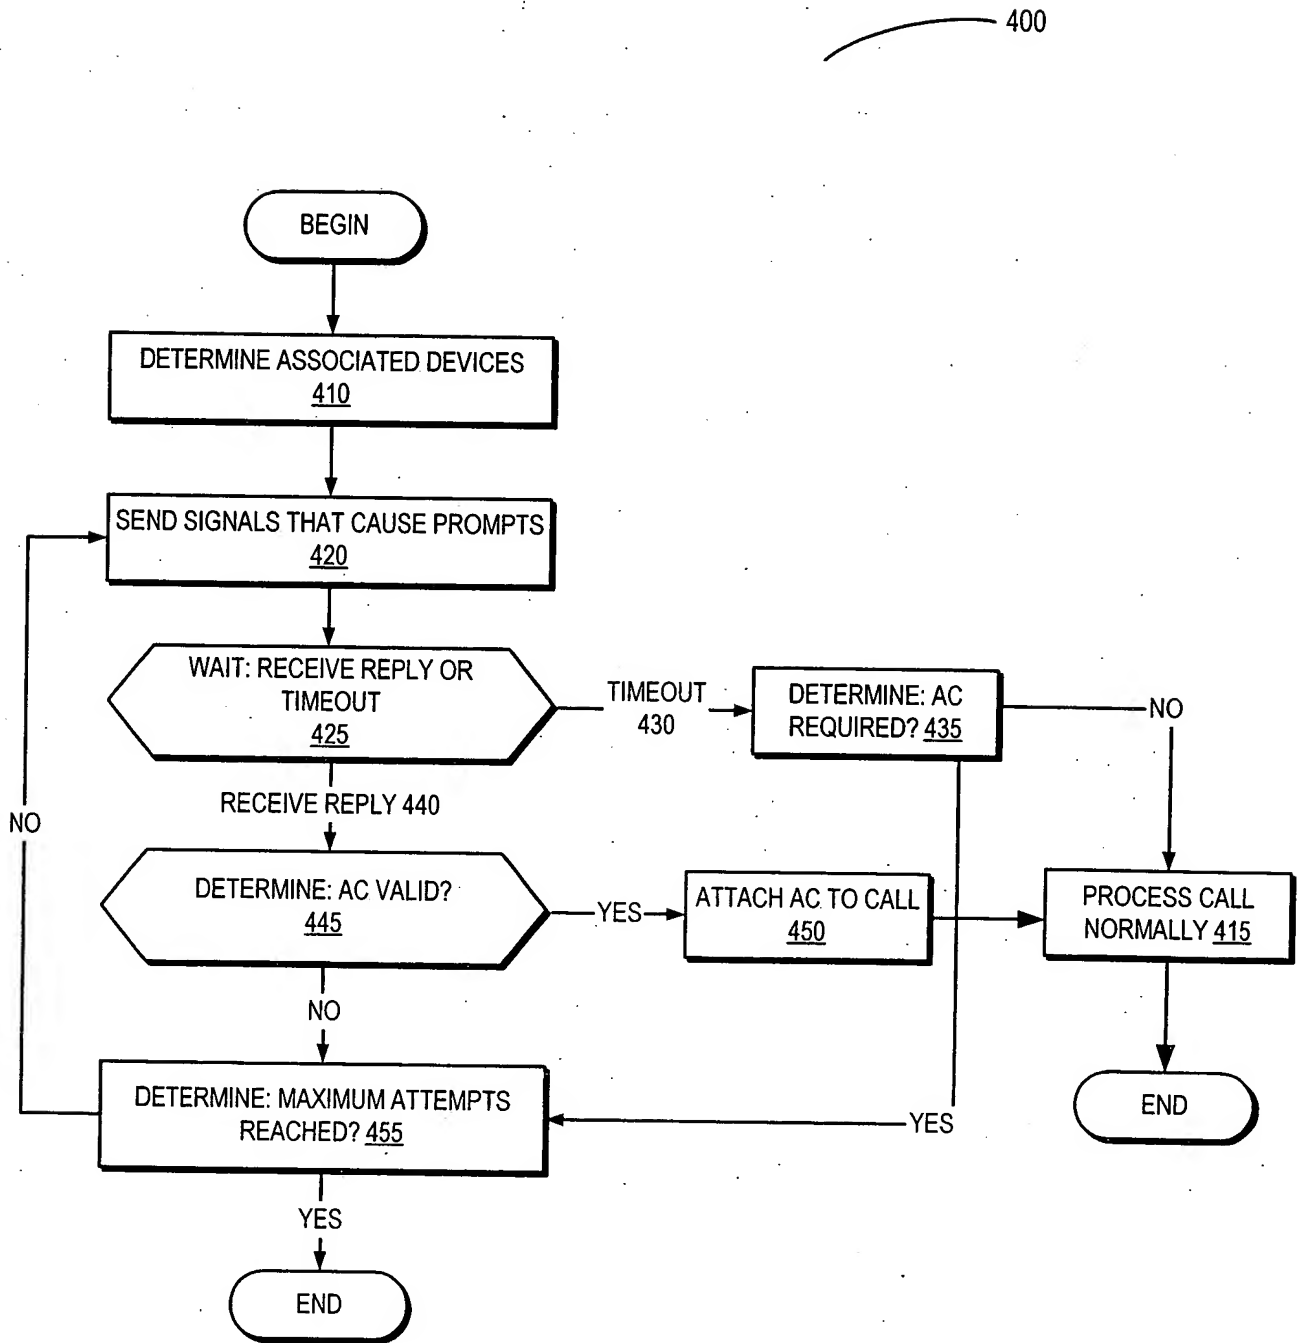 400
BEGIN
DETERMINE ASSOCIATED DEVICES
410
SEND SIGNALS THAT CAUSE PROMPTS
420
WAIT: RECEIVE REPLY OR
TIMEOUT
425
TIMEOUT
430
DETERMINE: AC
REQUIRED? 435
NO
RECEIVE REPLY 440
NO
DETERMINE: AC VALID?
445
YES
ATTACH AC TO CALL
450
PROCESS CALL
NORMALLY 415
NO
DETERMINE: MAXIMUM ATTEMPTS
REACHED? 455
YES
END
YES
END